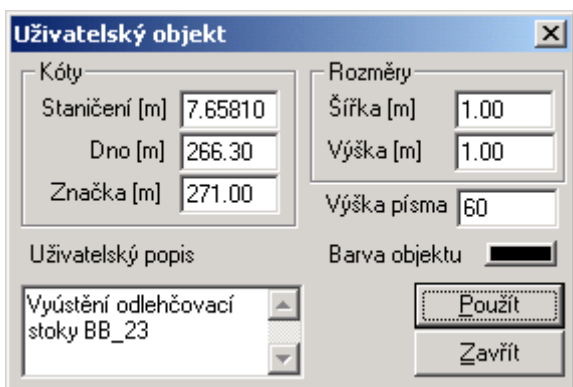 Uživatelský objekt
Kóty
Staničení [m] 7.65810
Dno [m] 266.30
Značka [m] 271.00
Rozměry
Šířka [m] 1.00
Výška [m] 1.00
Výška písma 60
Uživatelský popis
Barva objektu
Vyústění odlehčovací
stoky BB_23
Použít
Zavřít